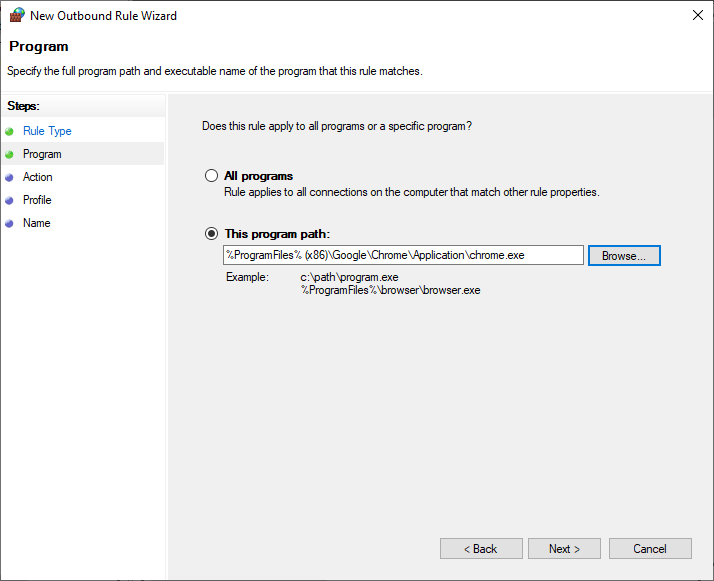 New Outbound Rule Wizard
Program
Specify the full program path and executable name of the program that this rule matches.
Steps:
Rule Type
Program
Action
Profile
Name
Does this rule apply to all programs or a specific program?
All programs
Rule applies to all connections on the computer that match other rule properties.
This program path:
%ProgramFiles% (x86)\Google\Chrome\Application\chrome.exe
Browse...
Example: c:\path\program.exe
%ProgramFiles%\browser\browser.exe
< Back Next > Cancel